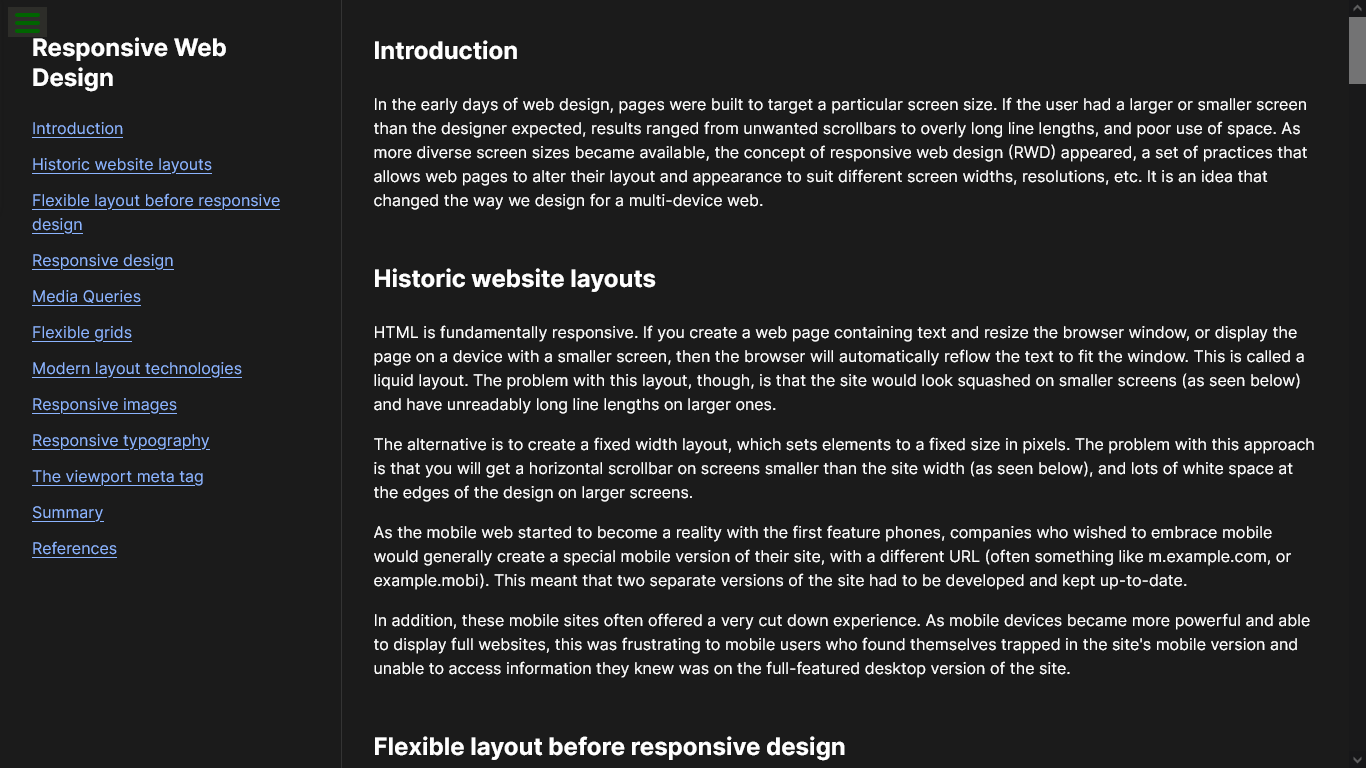 Responsive Web
Design
Introduction
Historic website layouts
Flexible layout before responsive
design
Responsive design
Media Queries
Flexible grids
Modern layout technologies
Responsive images
Responsive typography
The viewport meta tag
Summary
References
Introduction
In the early days of web design, pages were built to target a particular screen size. If the user had a larger or smaller screen
than the designer expected, results ranged from unwanted scrollbars to overly long line lengths, and poor use of space. As
more diverse screen sizes became available, the concept of responsive web design (RWD) appeared, a set of practices that
allows web pages to alter their layout and appearance to suit different screen widths, resolutions, etc. It is an idea that
changed the way we design for a multi-device web.
Historic website layouts
HTML is fundamentally responsive. If you create a web page containing text and resize the browser window, or display the
page on a device with a smaller screen, then the browser will automatically reflow the text to fit the window. This is called a
liquid layout. The problem with this layout, though, is that the site would look squashed on smaller screens (as seen below)
and have unreadably long line lengths on larger ones.
The alternative is to create a fixed width layout, which sets elements to a fixed size in pixels. The problem with this approach
is that you will get a horizontal scrollbar on screens smaller than the site width (as seen below), and lots of white space at
the edges of the design on larger screens.
As the mobile web started to become a reality with the first feature phones, companies who wished to embrace mobile
would generally create a special mobile version of their site, with a different URL (often something like m.example.com, or
example.mobi). This meant that two separate versions of the site had to be developed and kept up-to-date.
In addition, these mobile sites often offered a very cut down experience. As mobile devices became more powerful and able
to display full websites, this was frustrating to mobile users who found themselves trapped in the site's mobile version and
unable to access information they knew was on the full-featured desktop version of the site.
Flexible layout before responsive design